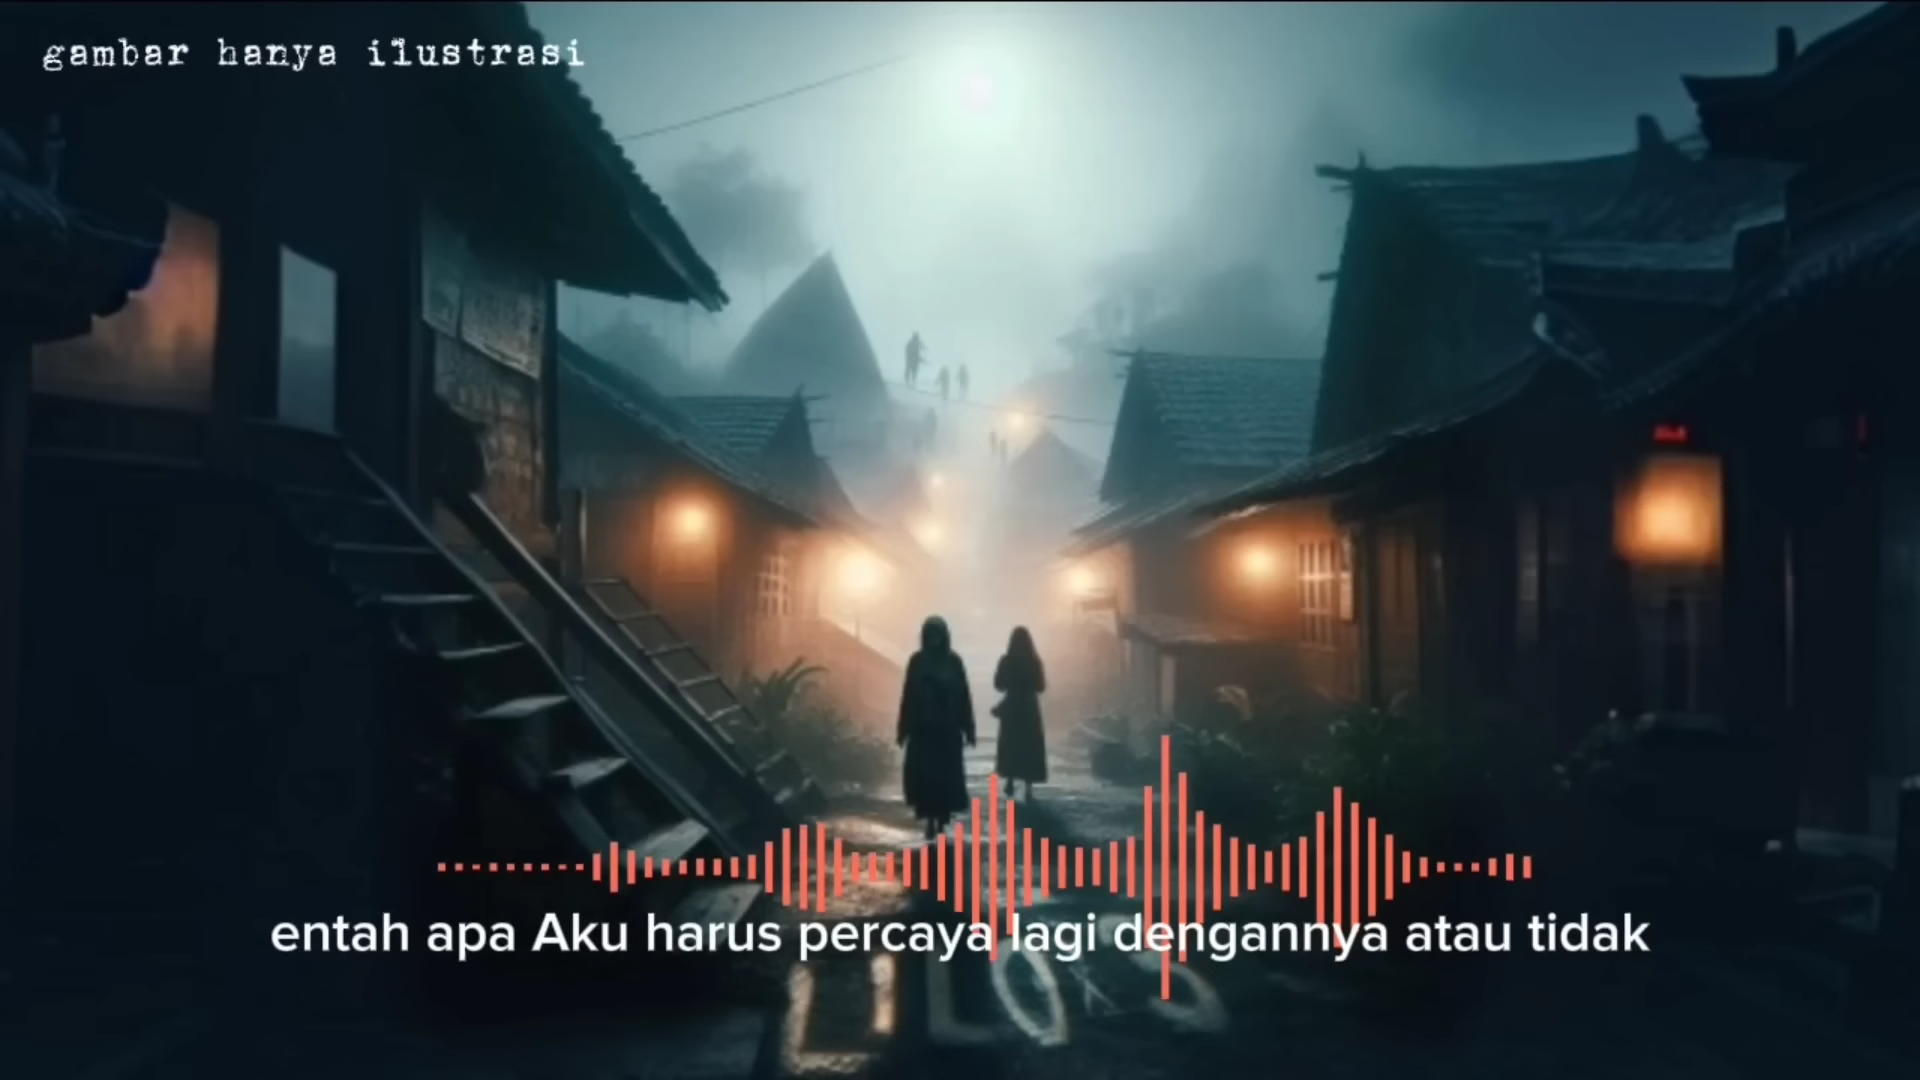 gambar hanya ilustrasi
entah apa Aku harus percaya lagi dengannya atau tidak